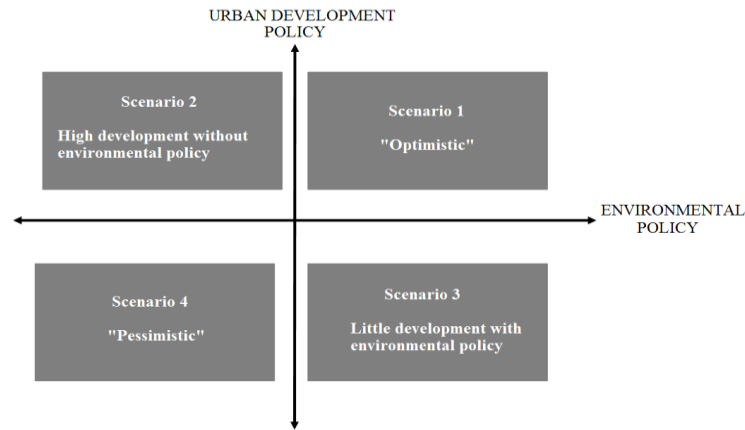 URBAN DEVELOPMENT
POLICY
Scenario 2
High development without
environmental policy
Scenario 1
"Optimistic"
ENVIRONMENTAL
POLICY
Scenario 4
"Pessimistic"
Scenario 3
Little development with
environmental policy